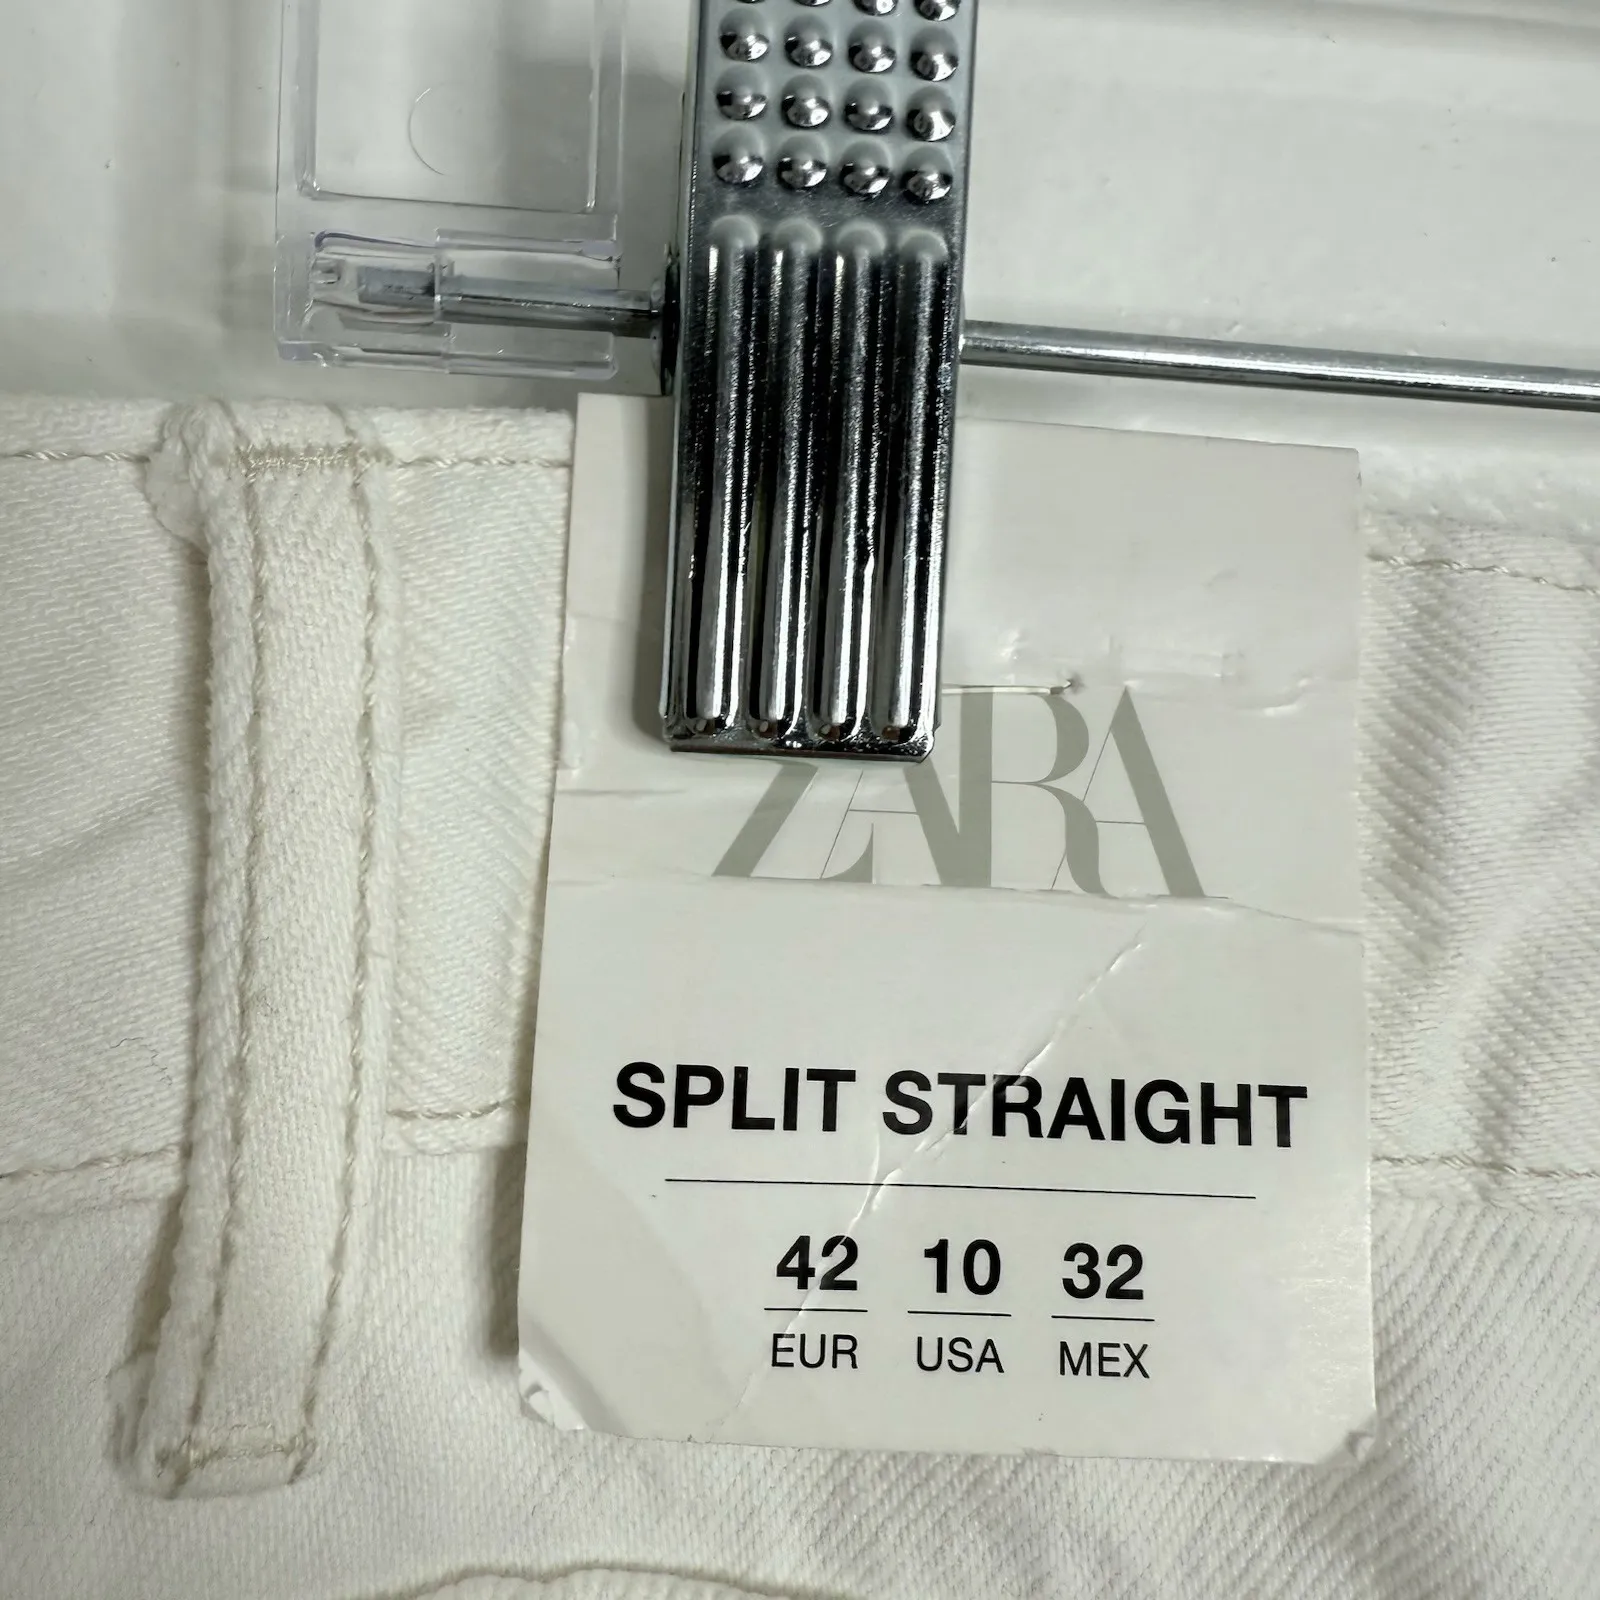 ZARA
SPLIT STRAIGHT
42 10 32
EUR USA MEX